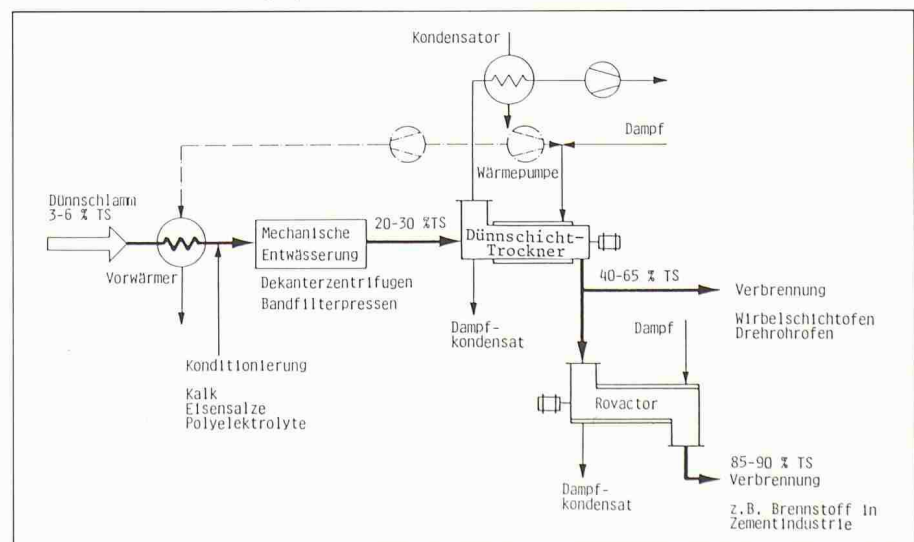 Kondensator
Dampf
Wärmepumpe
Dünnschlamm
3-6 % TS
Vorwärmer
Mechanische
Entwässerung
20-30 %TS
Dünnschicht-
Trockner
Dekanterzentrifugen
Bandfilterpressen
Dampf-
kondensat
40-65 % TS
Verbrennung
Wirbelschichtofen
Drehrohrofen
Konditionierung
Kalk
Eisensalze
Polyelektrolyte
Dampf
Rovactor
Dampf-
kondensat
85-90 % TS
Verbrennung
z.B. Brennstoff in
Zementindustrie